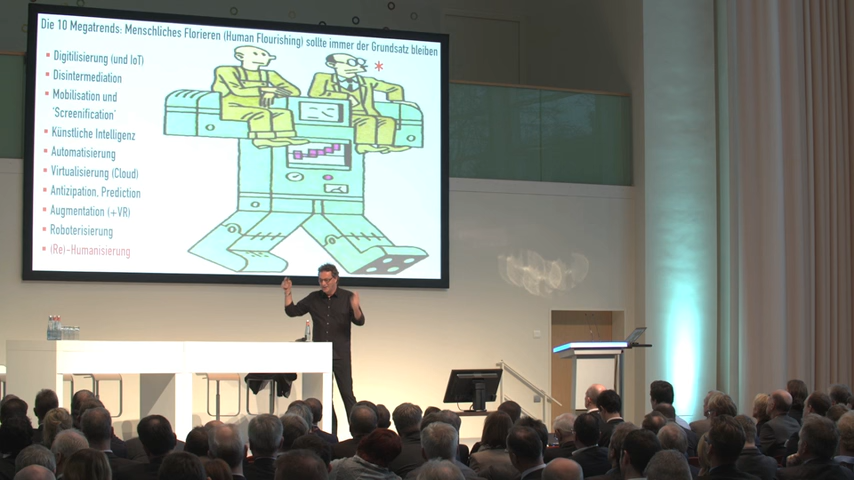 Die 10 Megatrends: Menschliches Florieren (Human Flourishing) sollte immer der Grundsatz bleiben
Digitilisierung (und IoT)
Disintermediation
Mobilisation und
'Screenification'
Künstliche Intelligenz
Automatisierung
Virtualisierung (Cloud)
Antizipation, Prediction
Augmentation (+VR)
Roboterisierung
(Re)-Humanisierung